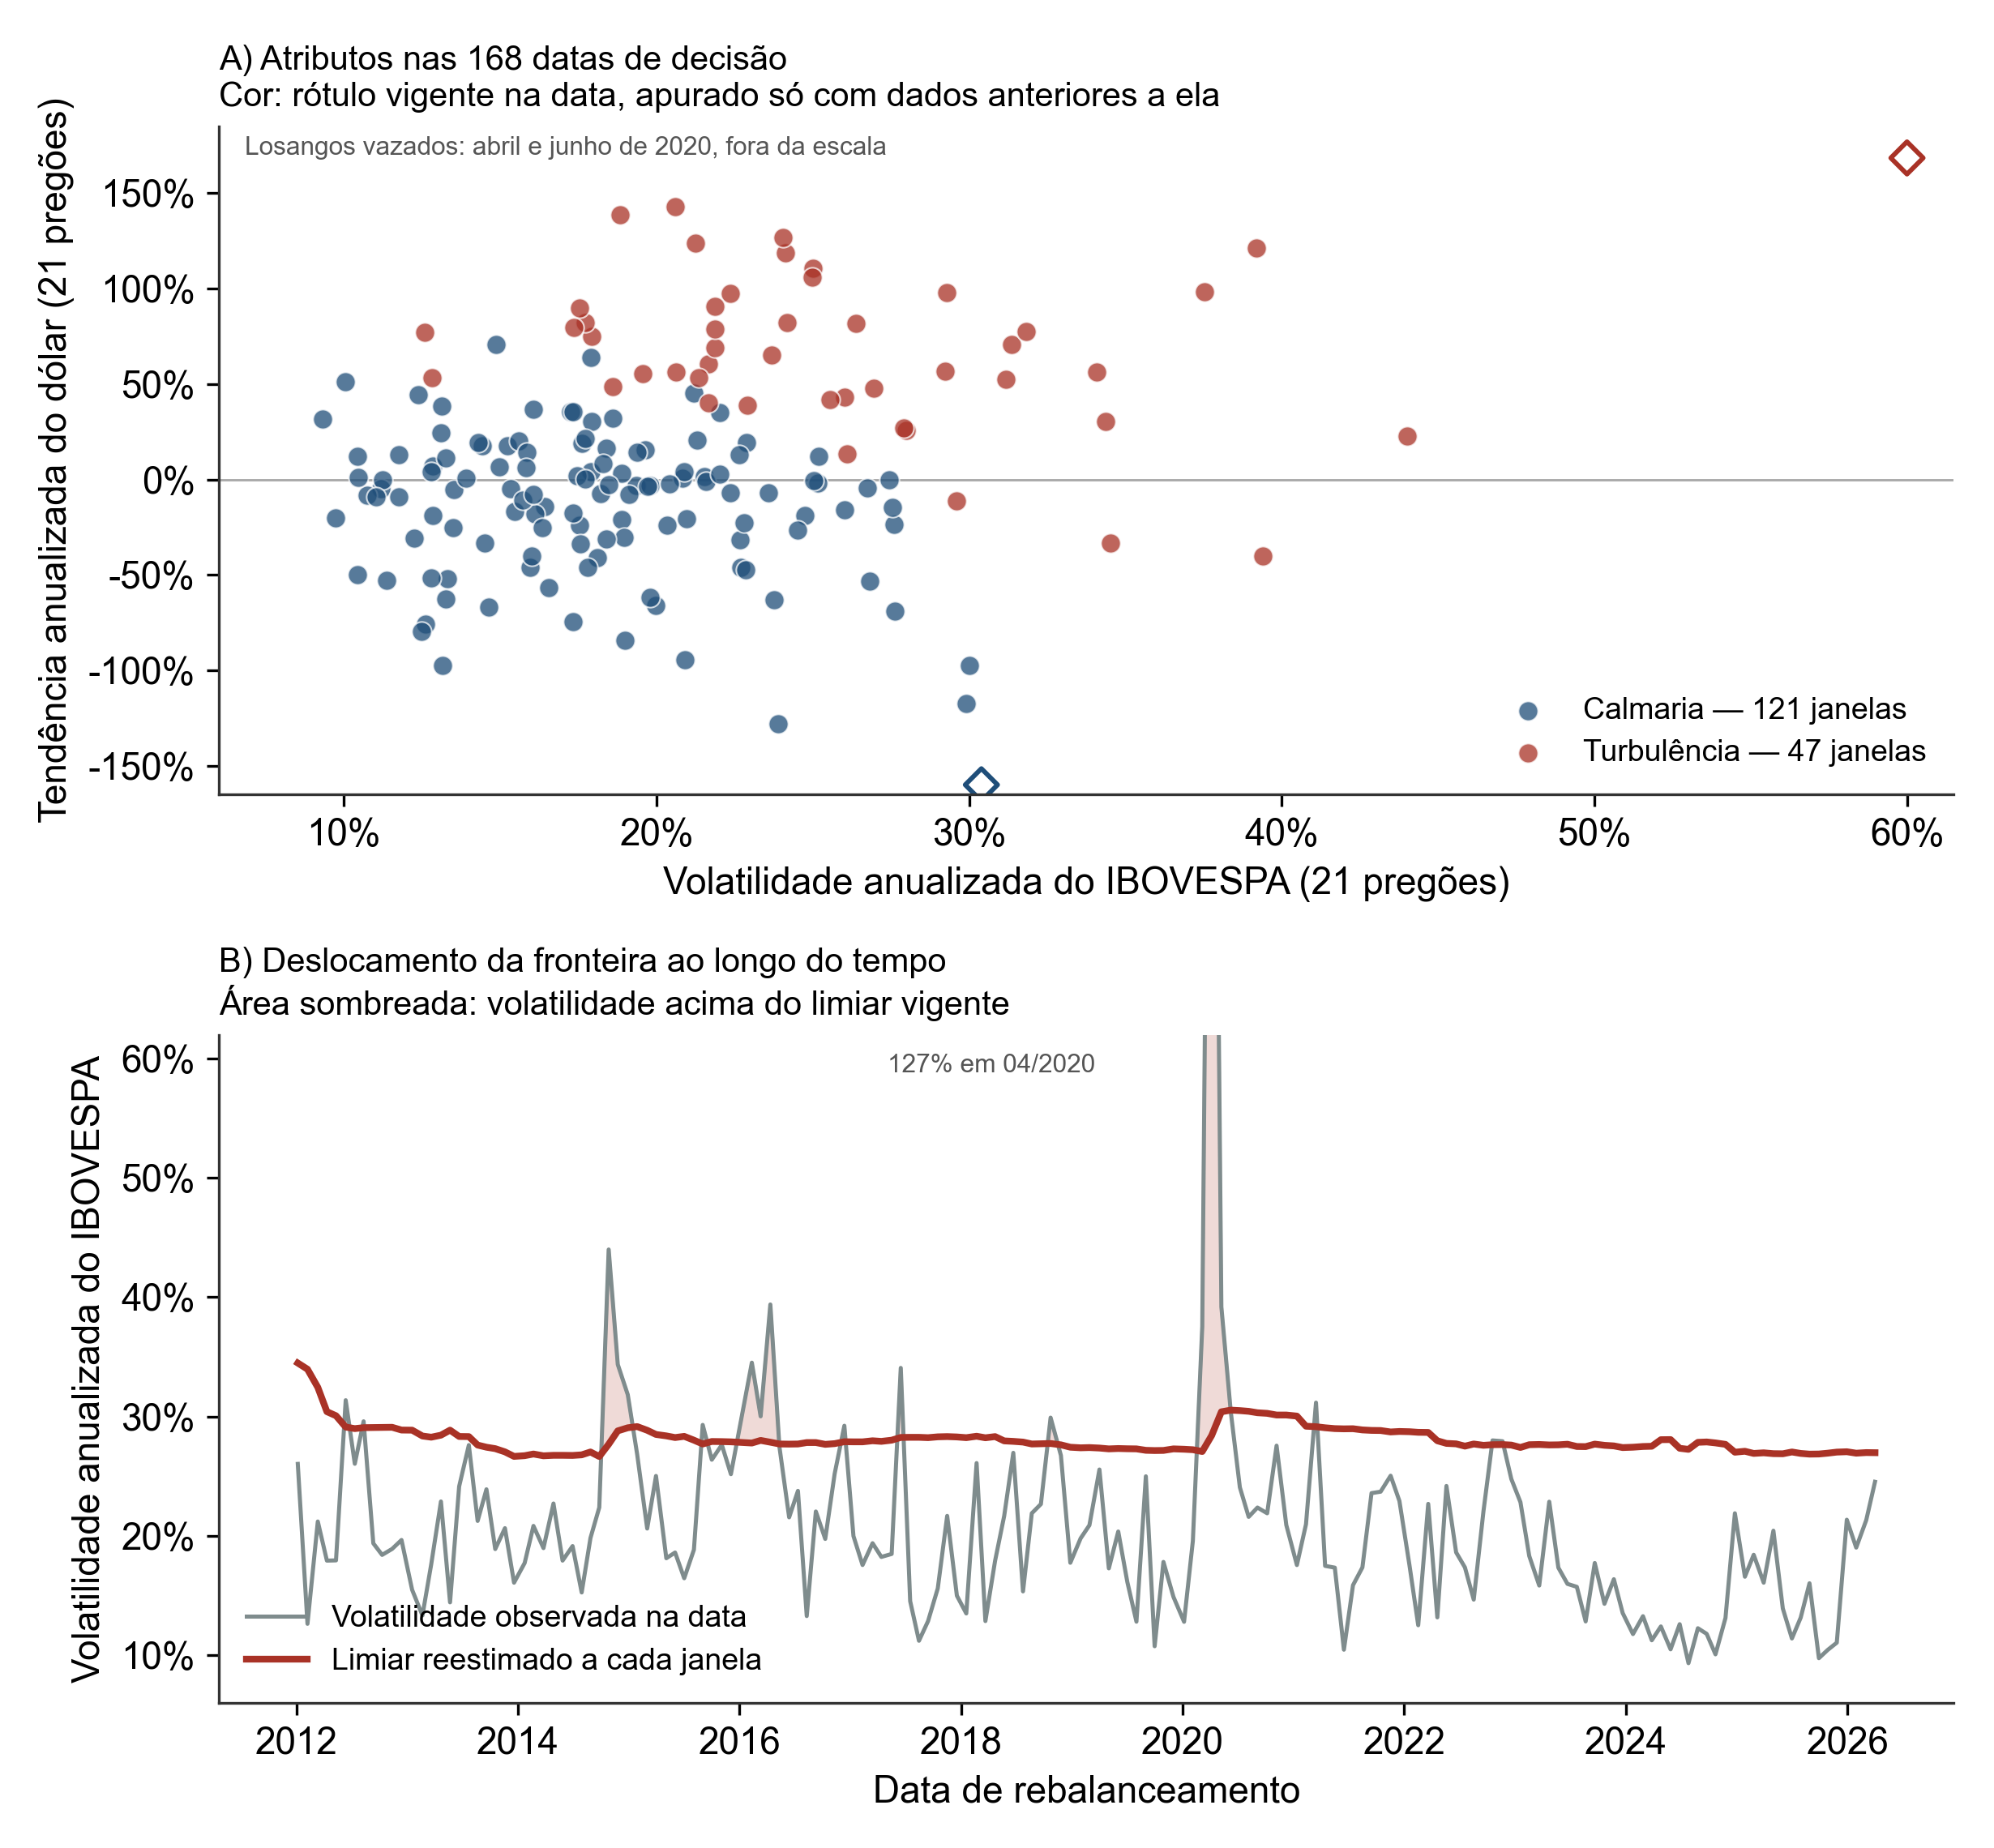 A) Atributos nas 168 datas de decisão
Cor: rótulo vigente na data, apurado só com dados anteriores a ela
Losangos vazados: abril e junho de 2020, fora da escala
Tendência anualizada do dólar (21 pregões)
150%
100%
50%
0%
-50%
-100%
-150%
Calmaria — 121 janelas
Turbulência — 47 janelas
10%
20%
30%
40%
50%
60%
Volatilidade anualizada do IBOVESPA (21 pregões)
B) Deslocamento da fronteira ao longo do tempo
Área sombreada: volatilidade acima do limiar vigente
Volatilidade anualizada do IBOVESPA
60%
50%
40%
30%
20%
10%
127% em 04/2020
Volatilidade observada na data
Limiar reestimado a cada janela
2012
2014
2016
2018
2020
2022
2024
2026
Data de rebalanceamento